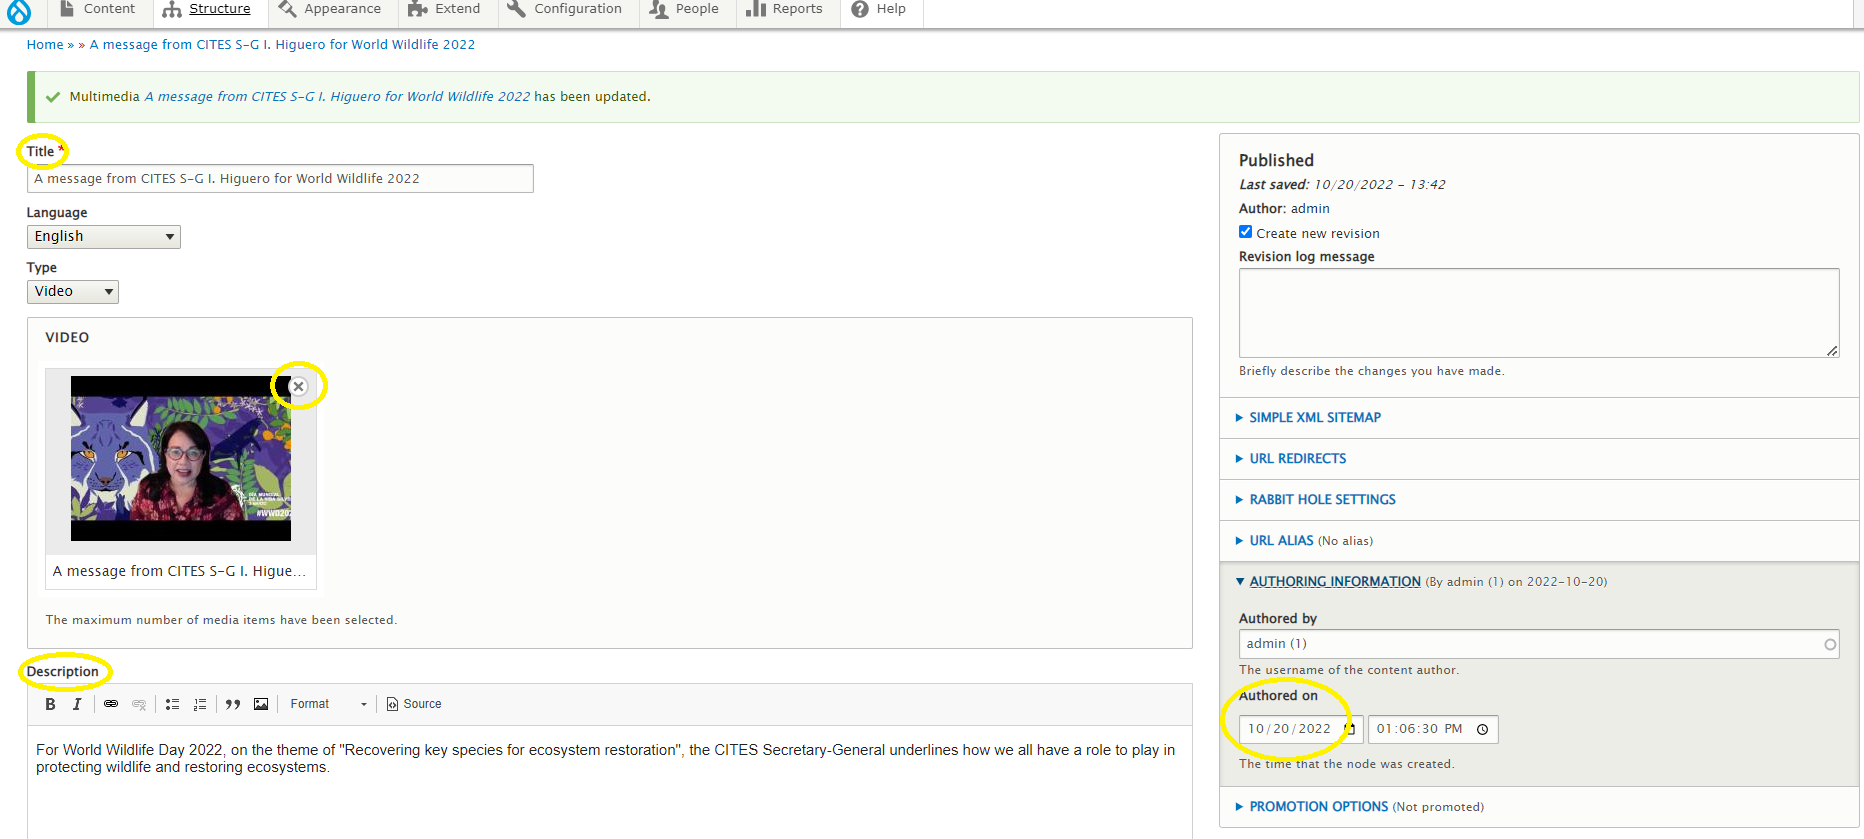 Content
Structure
Appearance
Extend
Configuration
People
Reports
Help
Home » » A message from CITES S-G I. Higuero for World Wildlife 2022
Multimedia A message from CITES S-G I. Higuero for World Wildlife 2022 has been updated.
Title *
A message from CITES S-G I. Higuero for World Wildlife 2022
Language
English
Type
Video
VIDEO
DIA MUNDIAL
DE LA VIDA
#WWD202
A message from CITES S-G I. Higue...
The maximum number of media items have been selected.
Description
B I
Format
Source
For World Wildlife Day 2022, on the theme of "Recovering key species for ecosystem restoration", the CITES Secretary-General underlines how we all have a role to play in
protecting wildlife and restoring ecosystems.
Published
Last saved: 10/20/2022 - 13:42
Author: admin
Create new revision
Revision log message
Briefly describe the changes you have made.
SIMPLE XML SITEMAP
URL REDIRECTS
RABBIT HOLE SETTINGS
URL ALIAS (No alias)
AUTHORING INFORMATION (By admin (1) on 2022-10-20)
Authored by
admin (1)
The username of the content author.
Authored on
10/20/2022
01:06:30 PM
The time that the node was created.
PROMOTION OPTIONS (Not promoted)